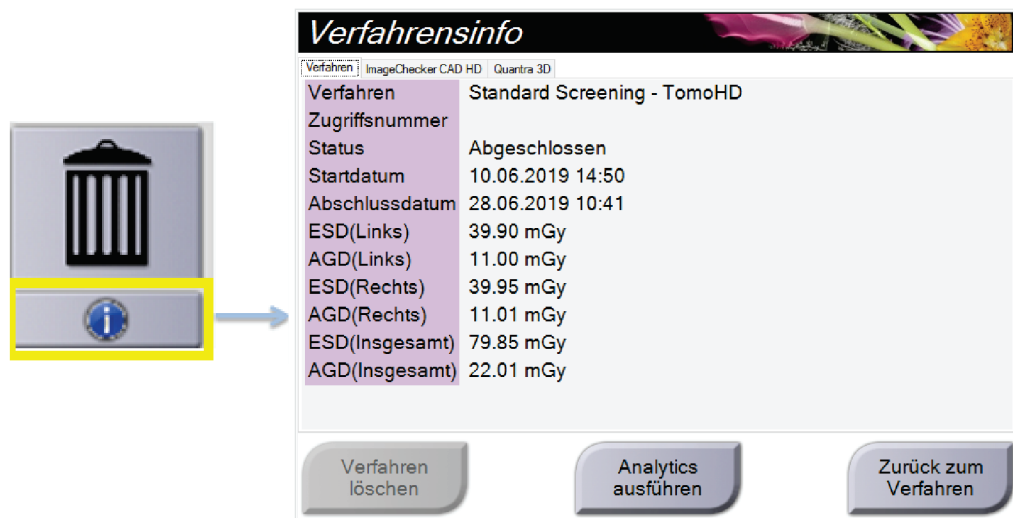 Verfahrensinfo
Verfahren ImageChecker CAD HD Quantra 3D
Verfahren Standard Screening - TomoHD
Zugriffsnummer
Status Abgeschlossen
Startdatum 10.06.2019 14:50
Abschlussdatum 28.06.2019 10:41
ESD(Links) 39.90 mGy
AGD(Links) 11.00 mGy
ESD(Rechts) 39.95 mGy
AGD(Rechts) 11.01 mGy
ESD(Insgesamt) 79.85 mGy
AGD(Insgesamt) 22.01 mGy
i
Verfahren
löschen
Analytics
ausführen
Zurück zum
Verfahren